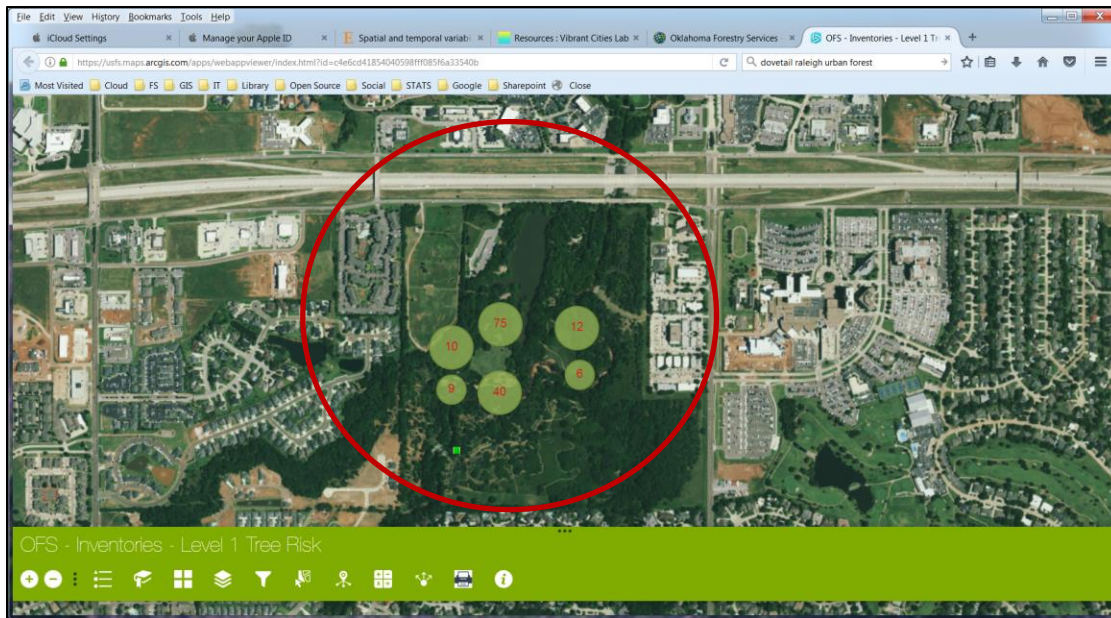 File Edit View History Bookmarks Tools Help
iCloud Settings
Manage your Apple ID
Spatial and temporal variabi
Resources : Vibrant Cities Lab
Oklahoma Forestry Services -
OFS - Inventories - Level 1 Tr
https://usfs.maps.arcgis.com/apps/webappviewer/index.html?id=c4e6cd41854040598fff085f6a33540b
dovetail raleigh urban forest
Most Visited Cloud FS GIS IT Library Open Source Social STATS Google Sharepoint Close
75
12
10
6
9
40
OFS - Inventories - Level 1 Tree Risk